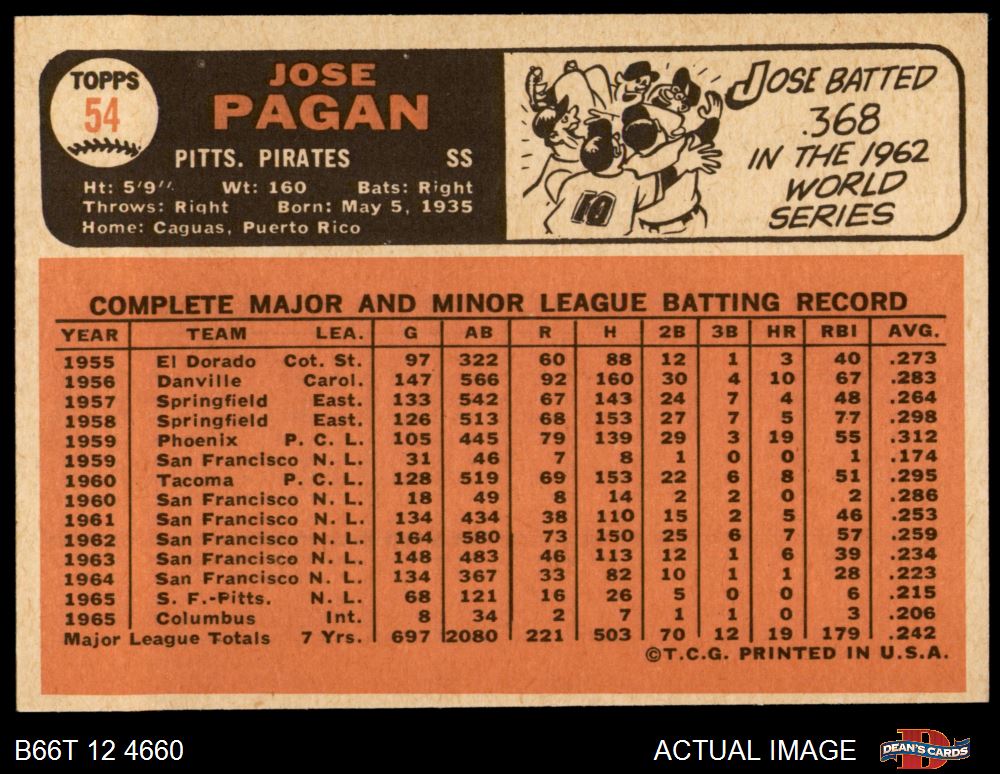 TOPPS
54
JOSE
PAGAN
PITTS. PIRATES SS
Ht: 5'9" Wt: 160 Bats: Right
Throws: Right Born: May 5, 1935
Home: Caguas, Puerto Rico
10
JOSE BATTED
.368
IN THE 1962
WORLD
SERIES
COMPLETE MAJOR AND MINOR LEAGUE BATTING RECORD
YEAR TEAM LEA. G AB R H 2B 3B HR RBI AVG.
1955 El Dorado Cot. St. 97 322 60 88 12 1 3 40 .273
1956 Danville Carol. 147 566 92 160 30 4 10 67 .283
1957 Springfield East. 133 542 67 143 24 7 4 48 .264
1958 Springfield East. 126 513 68 153 27 7 5 77 .298
1959 Phoenix P. C. L. 105 445 79 139 29 3 19 55 .312
1959 San Francisco N. L. 31 46 7 8 1 0 0 1 .174
1960 Tacoma P. C. L. 128 519 69 153 22 6 8 51 .295
1960 San Francisco N. L. 18 49 8 14 2 2 0 2 .286
1961 San Francisco N. L. 134 434 38 110 15 2 5 46 .253
1962 San Francisco N. L. 164 580 73 150 25 6 7 57 .259
1963 San Francisco N. L. 148 483 46 113 12 1 6 39 .234
1964 San Francisco N. L. 134 367 33 82 10 1 1 28 .223
1965 S. F.-Pitts. N. L. 68 121 16 26 5 0 0 6 .215
1965 Columbus Int. 8 34 2 7 1 1 0 3 .206
Major League Totals 7 Yrs. 697 2080 221 503 70 12 19 179 .242
©T.C.G. PRINTED IN U.S.A.
B66T 12 4660 ACTUAL IMAGE
DEAN'S CARDS